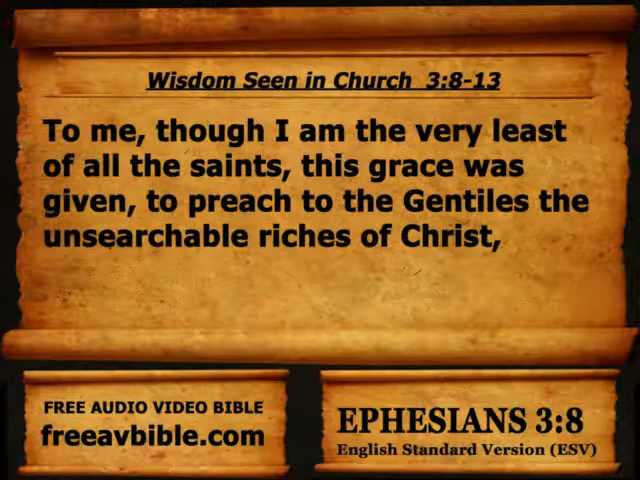 Wisdom Seen in Church  3:8-13
To me, though I am the very least
of all the saints, this grace was
given, to preach to the Gentiles the
unsearchable riches of Christ,
FREE AUDIO VIDEO BIBLE
freeavbible.com
EPHESIANS 3:8
English Standard Version (ESV)